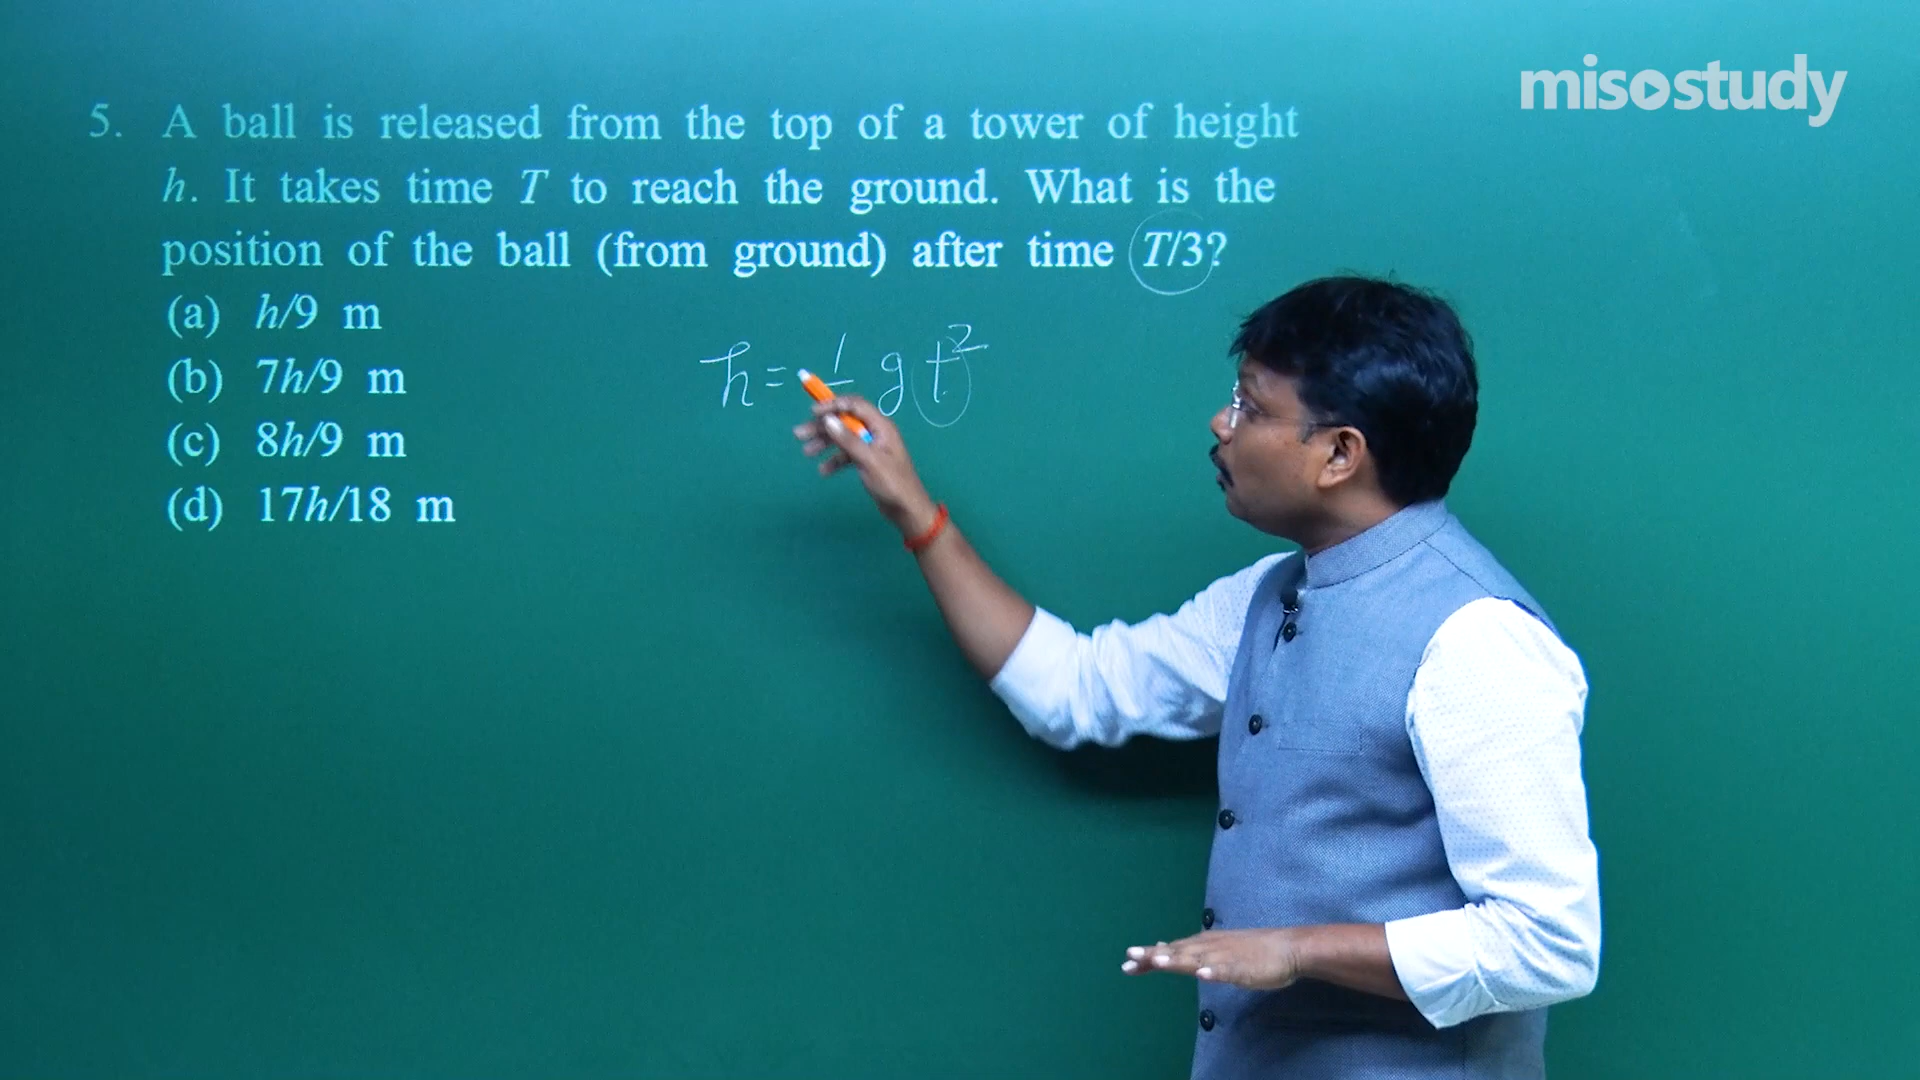 misostudy
5. A ball is released from the top of a tower of height
h. It takes time T to reach the ground. What is the
position of the ball (from ground) after time T/3?
(a) h/9 m
(b) 7h/9 m
(c) 8h/9 m
(d) 17h/18 m
h = 1 g t²